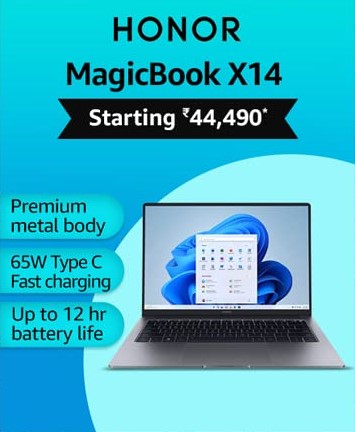 HONOR
MagicBook X14
Starting ₹44,490*
Premium
metal body
65W Type C
Fast charging
Up to 12 hr
battery life